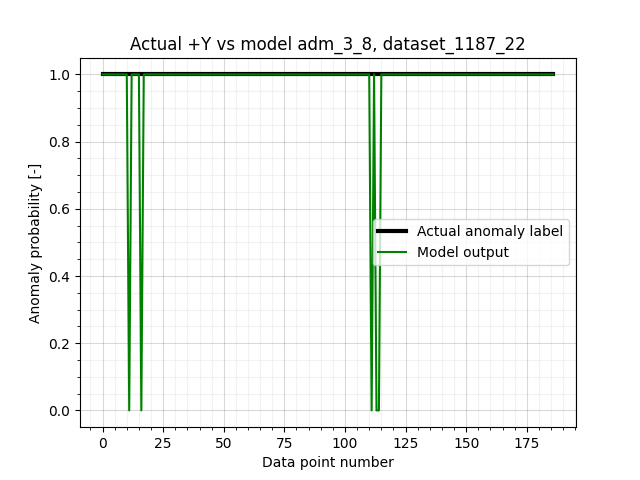 Actual +Y vs model adm_3_8, dataset_1187_22
1.0
0.8
0.6
0.4
0.2
0.0
Anomaly probability [-]
Actual anomaly label
Model output
0 25 50 75 100 125 150 175
Data point number